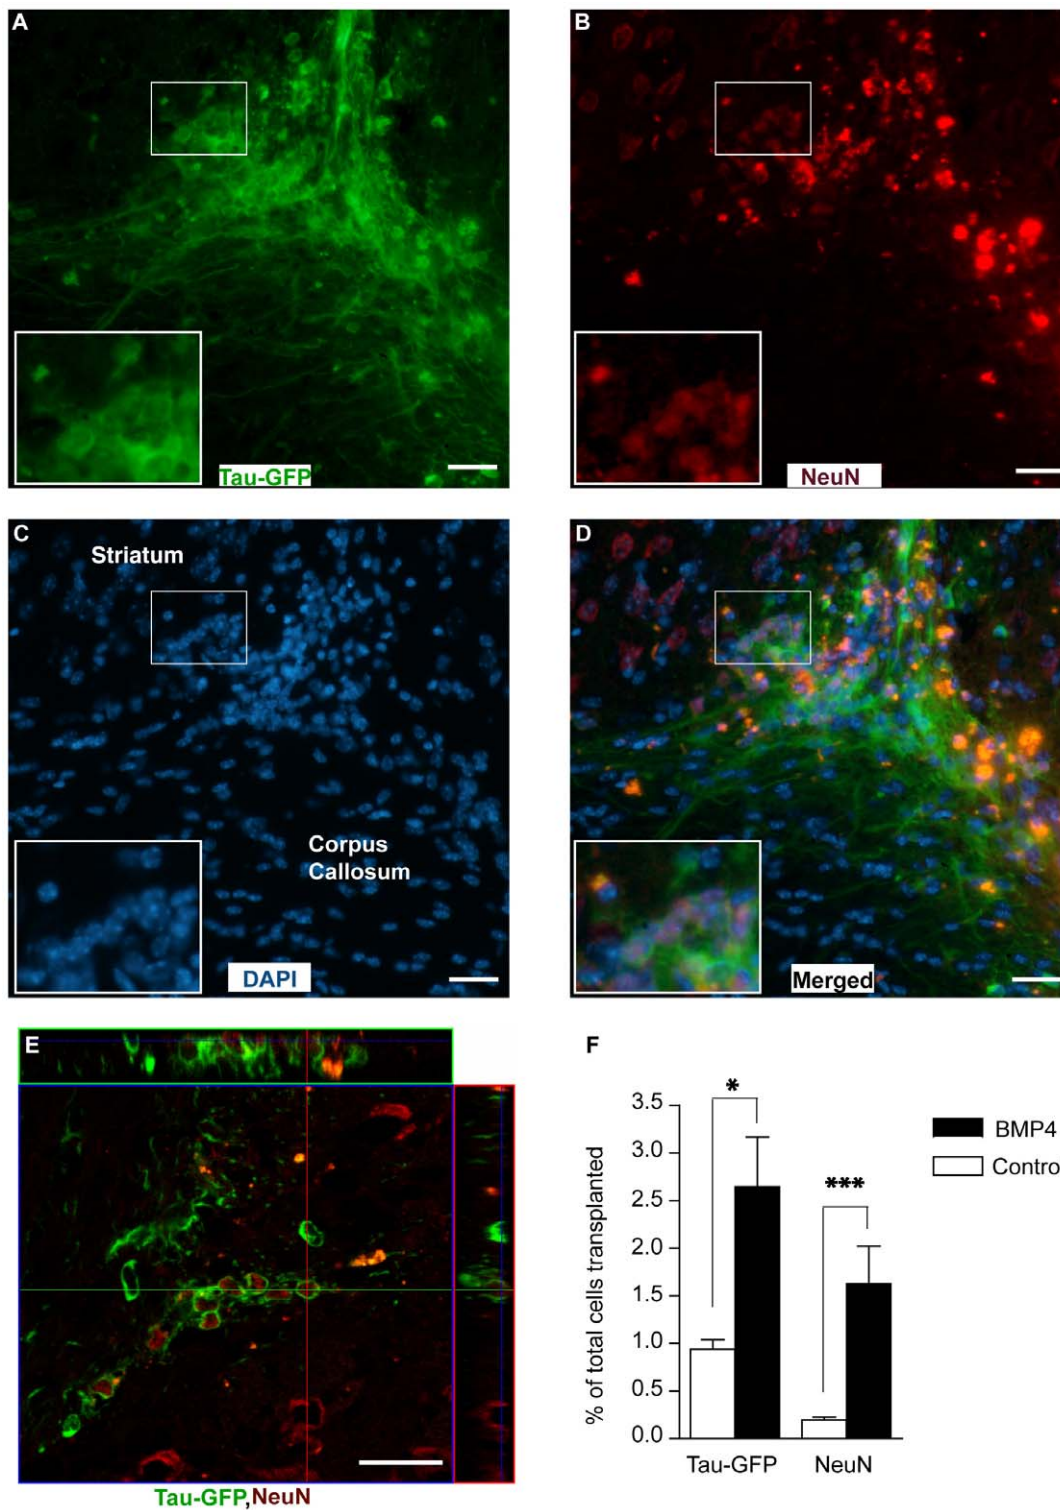 A
B
Tau-GFP
NeuN
C
Striatum
Corpus
Callosum
DAPI
D
Merged
E
Tau-GFP,NeuN
F
% of total cells transplanted
3.5
3.0
2.5
2.0
1.5
1.0
0.5
0.0
*
***
Tau-GFP
NeuN
BMP4
Contro